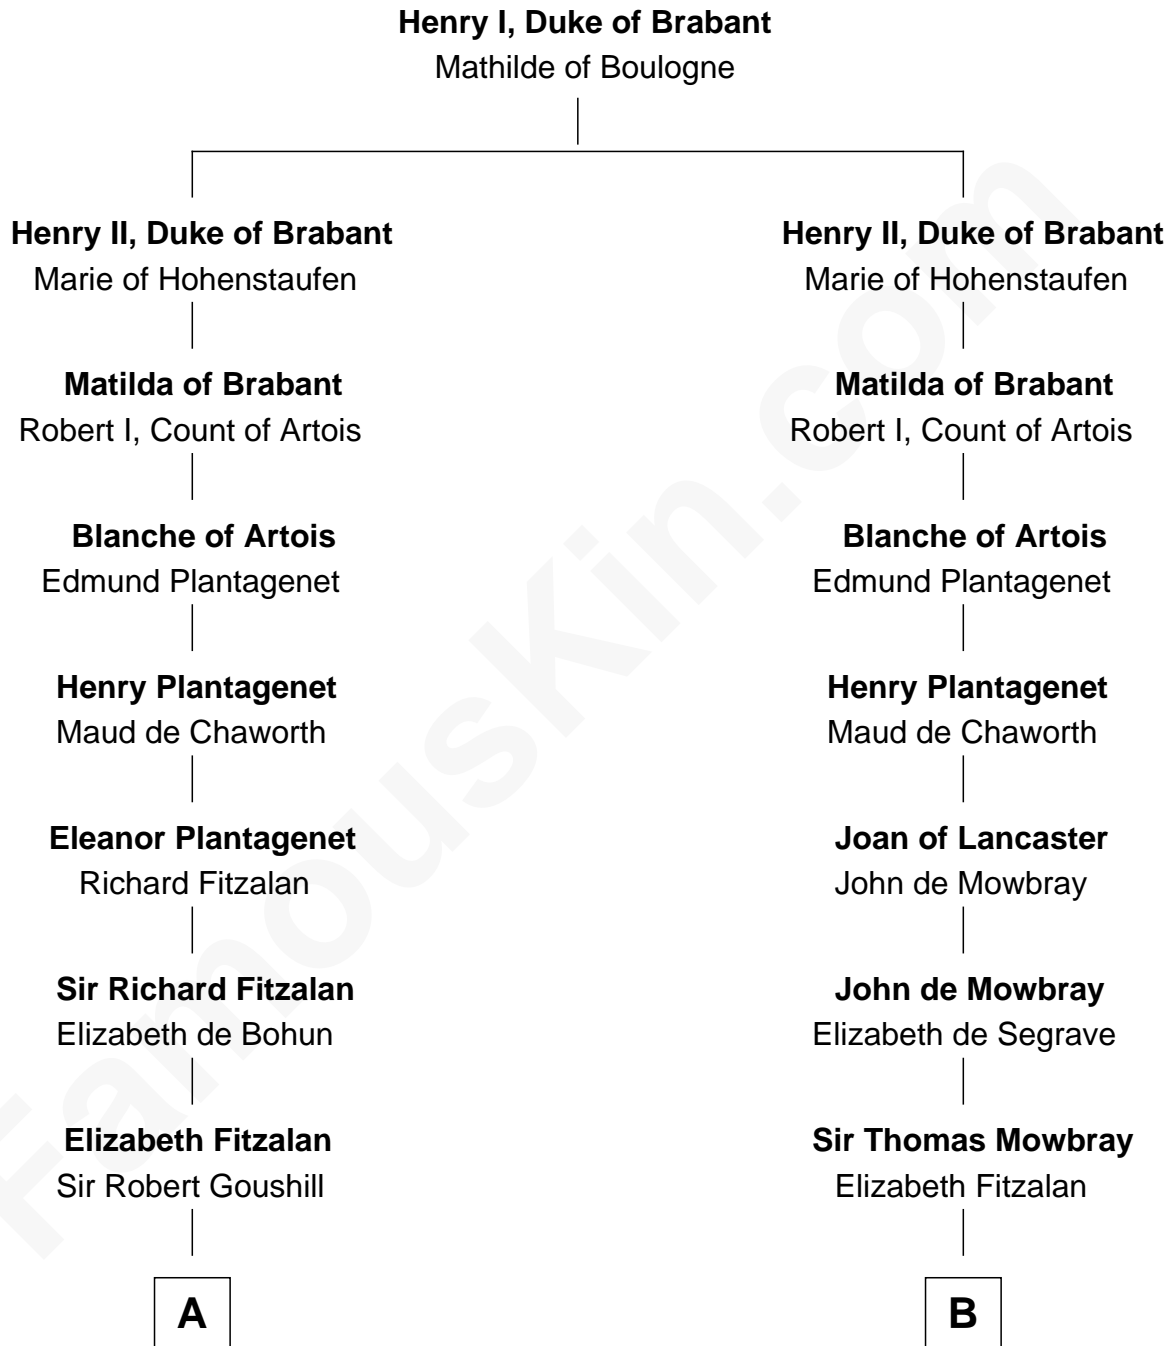 Henry I, Duke of Brabant
Mathilde of Boulogne
Henry II, Duke of Brabant
Marie of Hohenstaufen
Matilda of Brabant
Robert I, Count of Artois
Blanche of Artois
Edmund Plantagenet
Henry Plantagenet
Maud de Chaworth
Eleanor Plantagenet
Richard Fitzalan
Sir Richard Fitzalan
Elizabeth de Bohun
Elizabeth Fitzalan
Sir Robert Goushill
A
Henry II, Duke of Brabant
Marie of Hohenstaufen
Matilda of Brabant
Robert I, Count of Artois
Blanche of Artois
Edmund Plantagenet
Henry Plantagenet
Maud de Chaworth
Joan of Lancaster
John de Mowbray
John de Mowbray
Elizabeth de Segrave
Sir Thomas Mowbray
Elizabeth Fitzalan
B
FamousKin.com